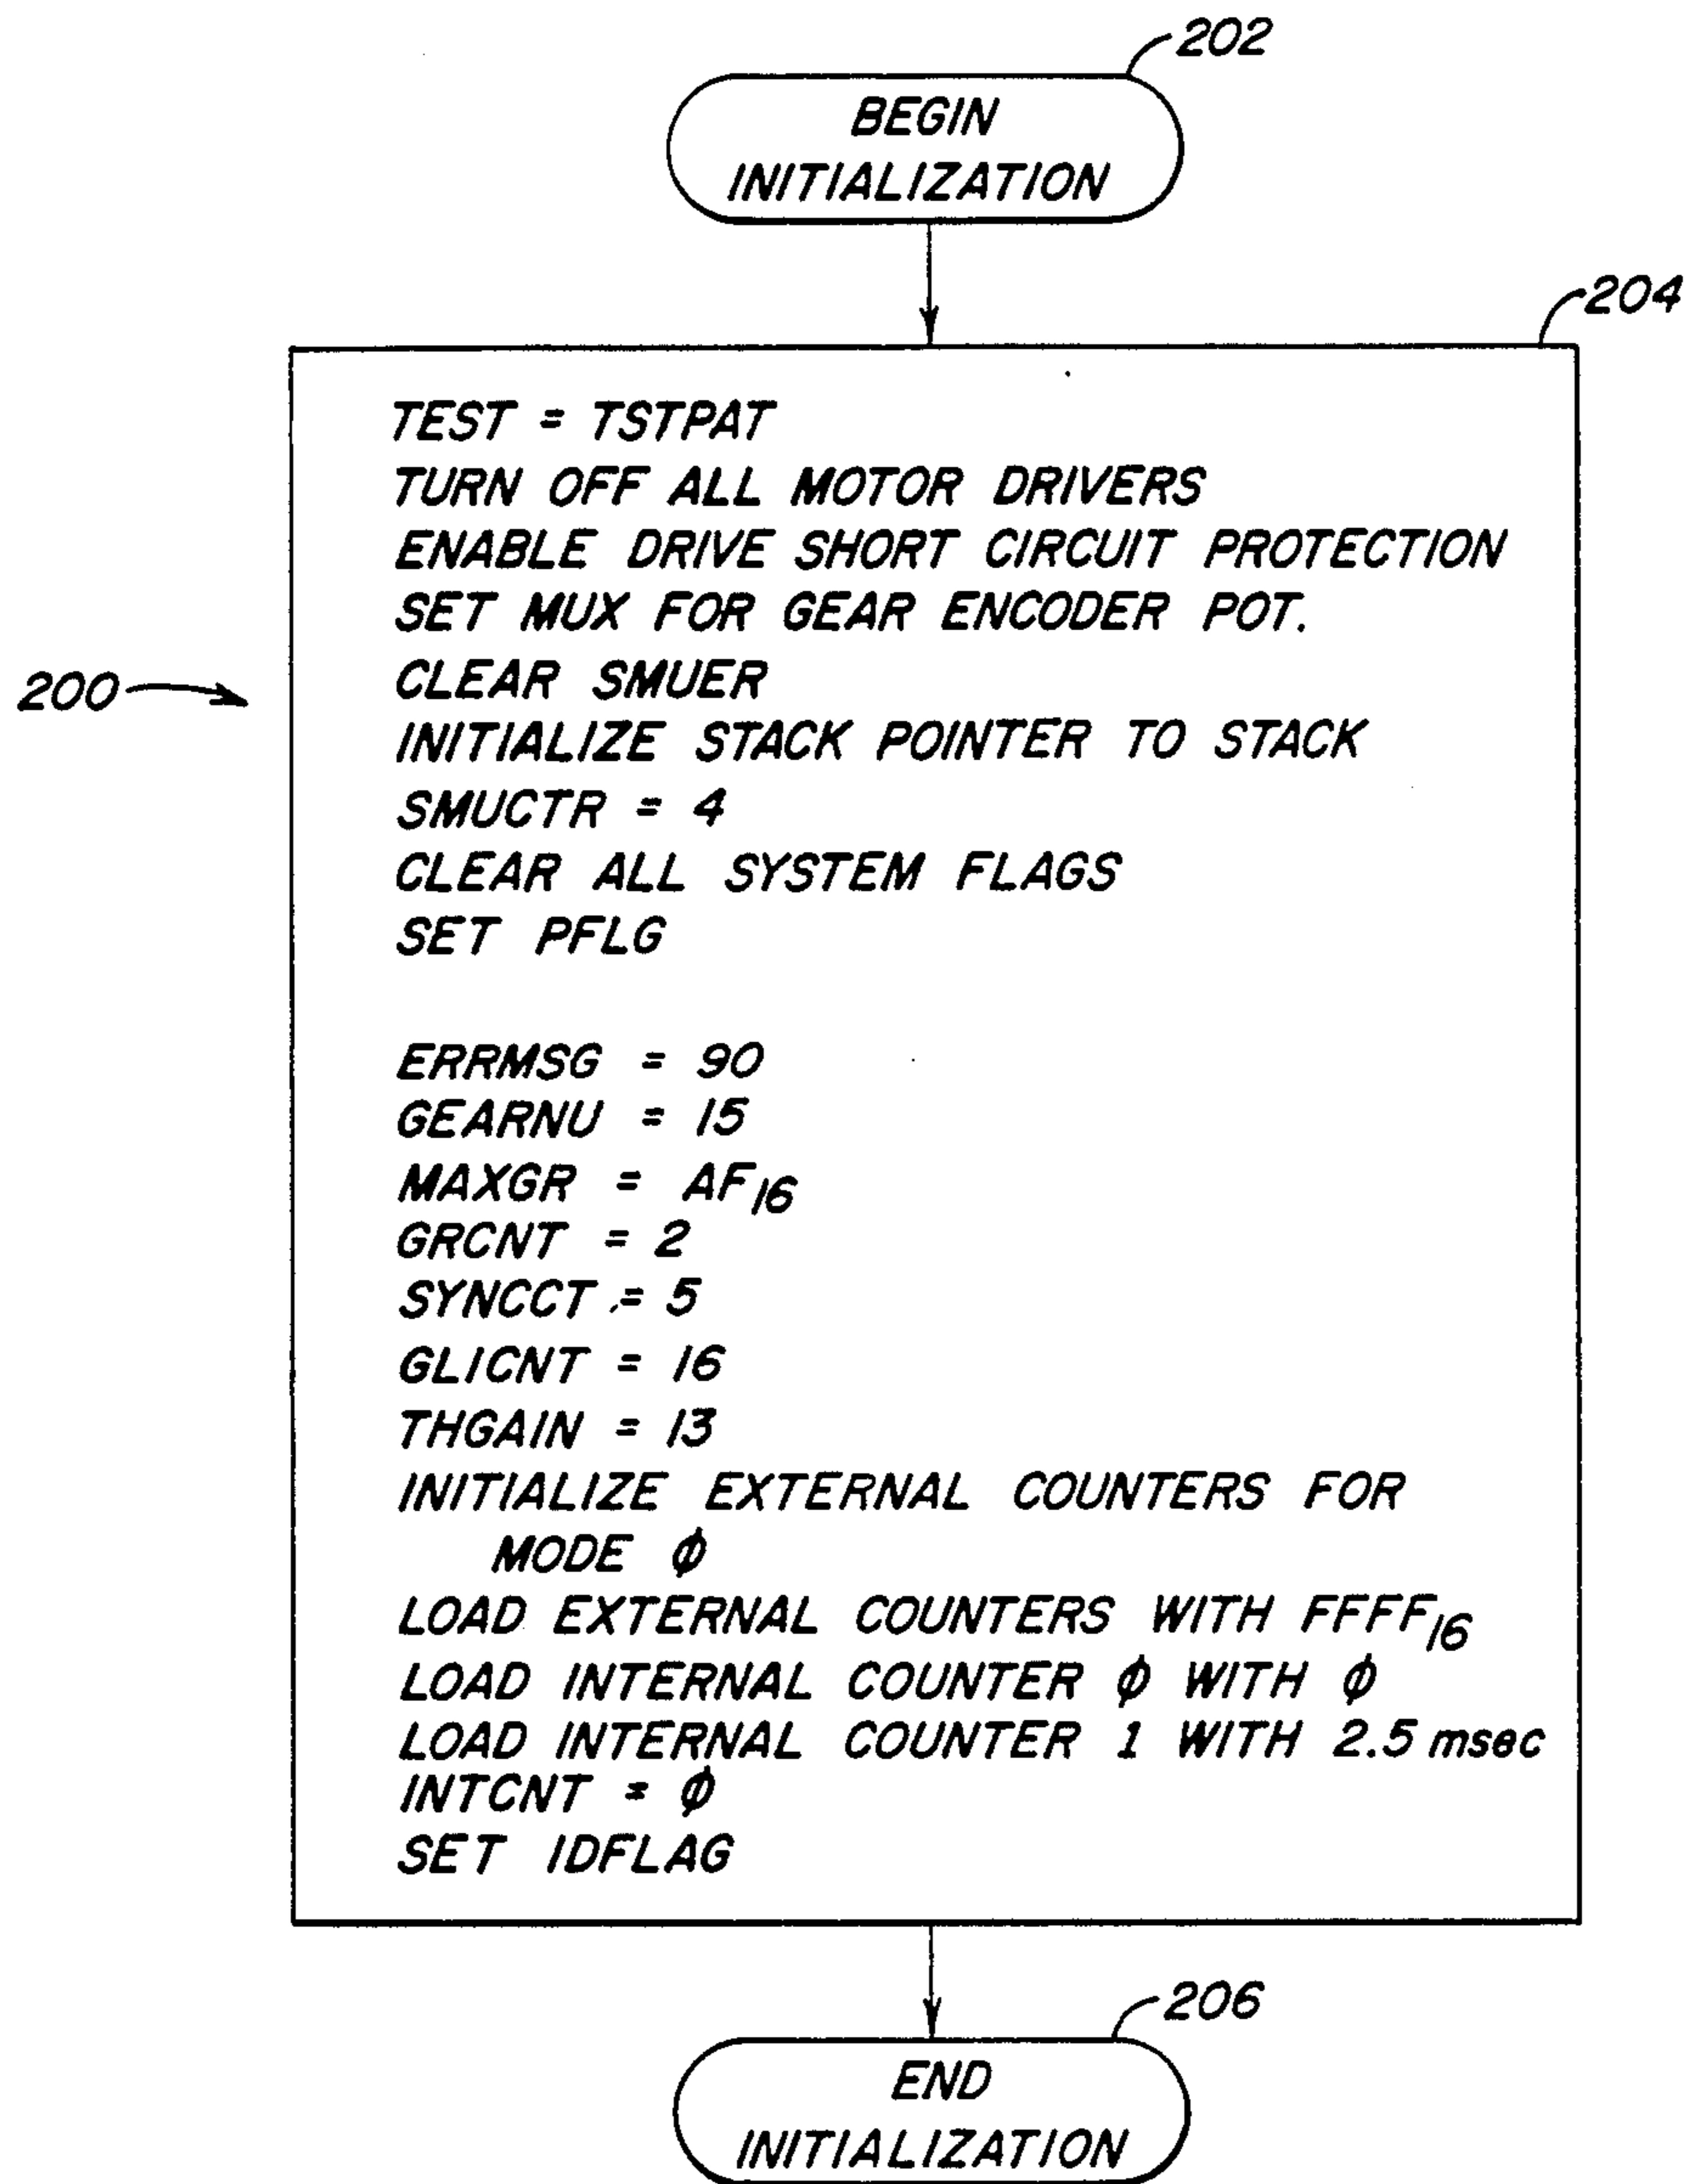 202
BEGIN
INITIALIZATION
204
TEST = TSTPAT
TURN OFF ALL MOTOR DRIVERS
ENABLE DRIVE SHORT CIRCUIT PROTECTION
SET MUX FOR GEAR ENCODER POT.
CLEAR SMUER
200
INITIALIZE STACK POINTER TO STACK
SMUCTR = 4
CLEAR ALL SYSTEM FLAGS
SET PFLG
ERRMSG = 90
GEARNU = 15
MAXGR = AF₁₆
GRCNT = 2
SYNCCT = 5
GLICNT = 16
THGAIN = 13
INITIALIZE EXTERNAL COUNTERS FOR
MODE ϕ
LOAD EXTERNAL COUNTERS WITH FFFF₁₆
LOAD INTERNAL COUNTER ϕ WITH ϕ
LOAD INTERNAL COUNTER 1 WITH 2.5 msec
INTCNT = ϕ
SET IDFLAG
206
END
INITIALIZATION